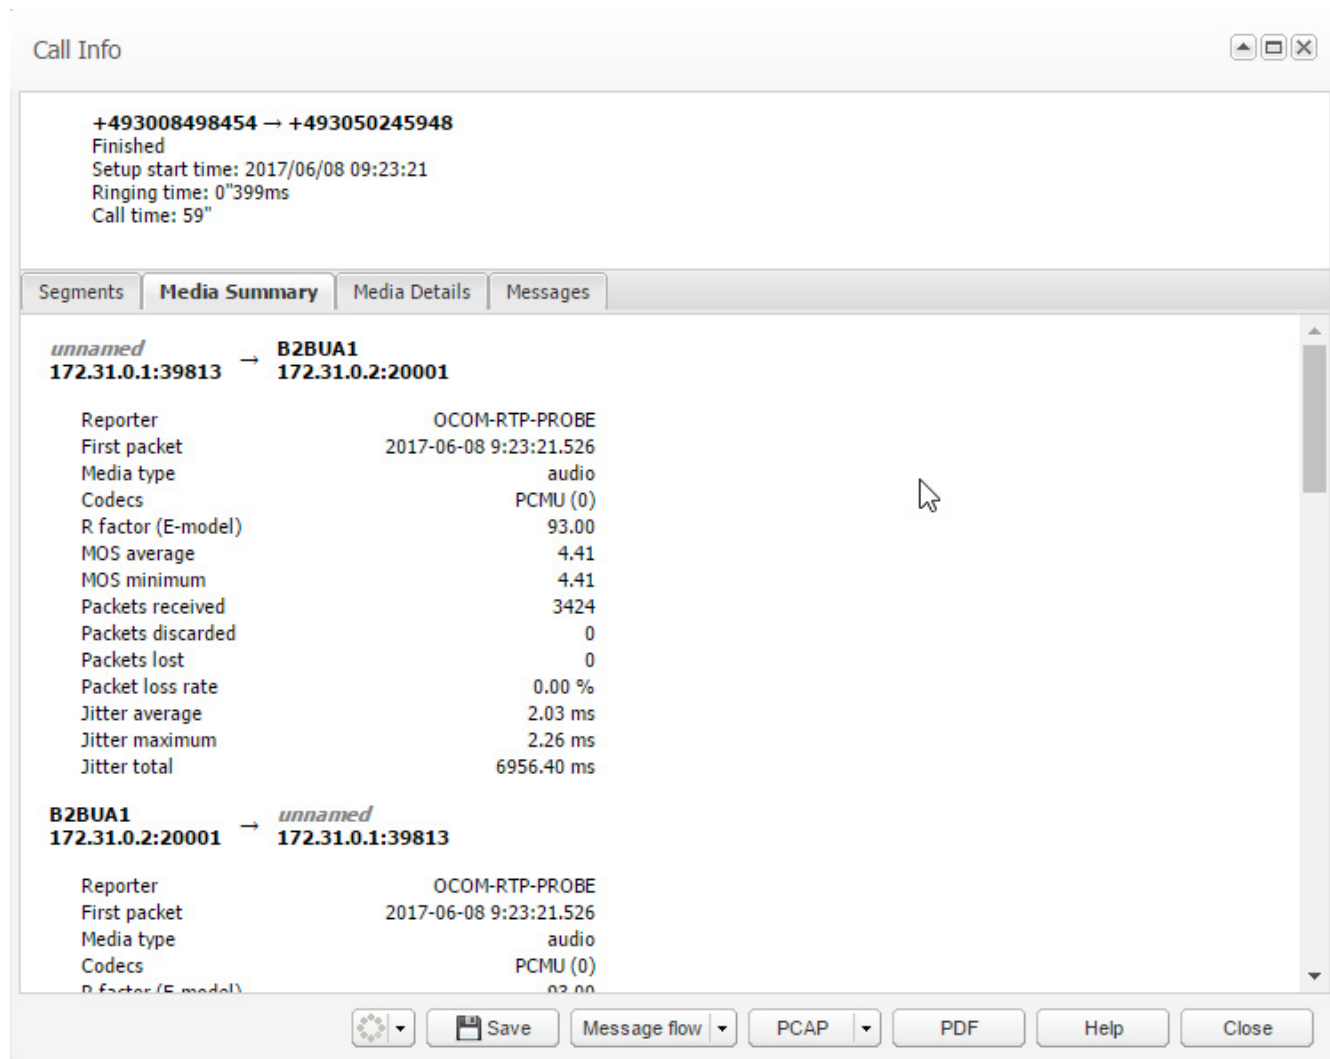 Call Info
+493008498454 → +493050245948
Finished
Setup start time: 2017/06/08 09:23:21
Ringing time: 0"399ms
Call time: 59"
Segments Media Summary Media Details Messages
unnamed → B2BUA1
172.31.0.1:39813 172.31.0.2:20001
Reporter OCOM-RTP-PROBE
First packet 2017-06-08 9:23:21.526
Media type audio
Codecs PCMU (0)
R factor (E-model) 93.00
MOS average 4.41
MOS minimum 4.41
Packets received 3424
Packets discarded 0
Packets lost 0
Packet loss rate 0.00 %
Jitter average 2.03 ms
Jitter maximum 2.26 ms
Jitter total 6956.40 ms
B2BUA1 → unnamed
172.31.0.2:20001 172.31.0.1:39813
Reporter OCOM-RTP-PROBE
First packet 2017-06-08 9:23:21.526
Media type audio
Codecs PCMU (0)
R factor (E-model) 93.00
Save Message flow PCAP PDF Help Close